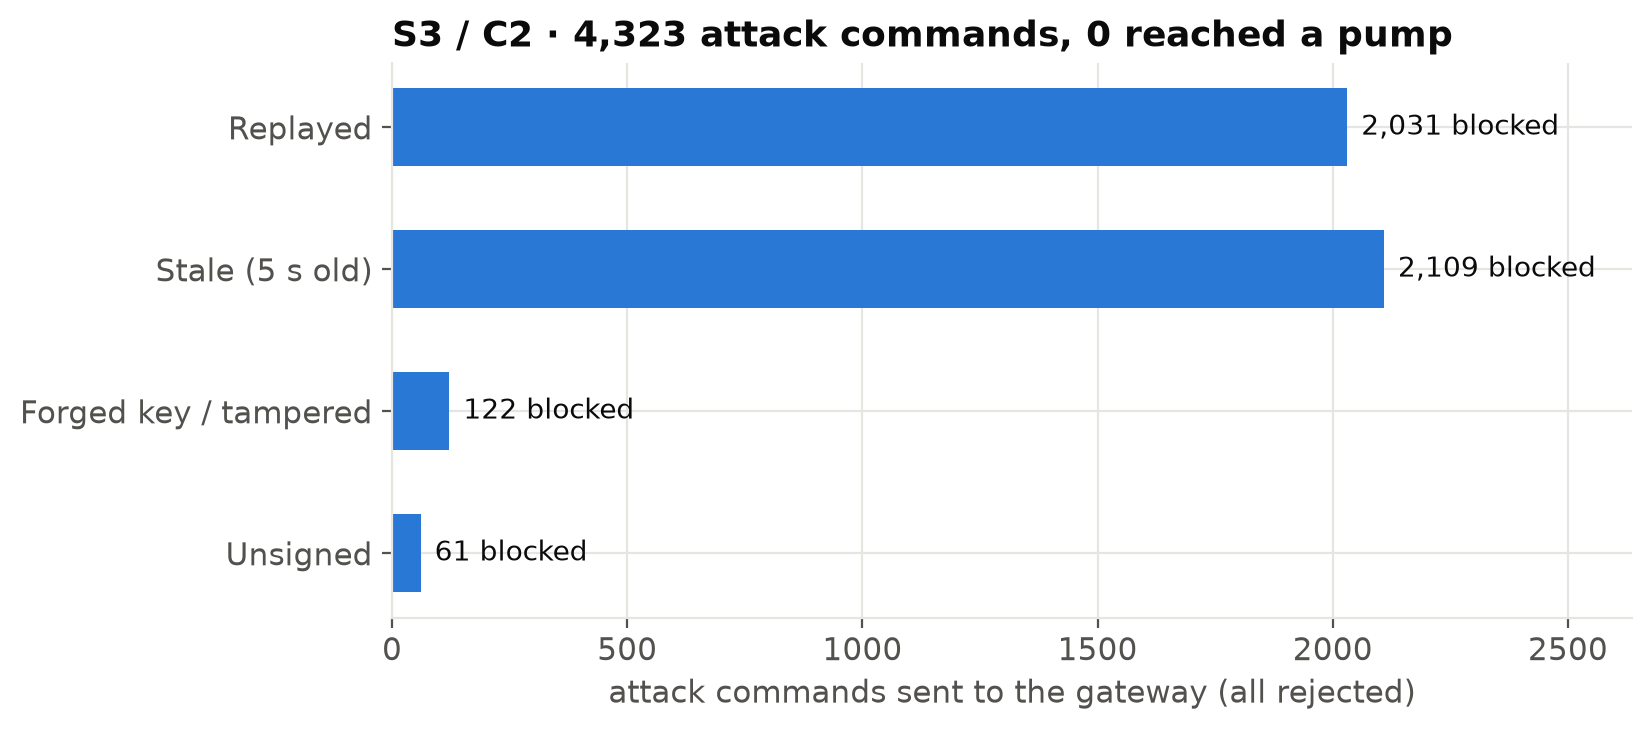 S3 / C2 · 4,323 attack commands, 0 reached a pump
Replayed
2,031 blocked
Stale (5 s old)
2,109 blocked
Forged key / tampered
122 blocked
Unsigned
61 blocked
0 500 1000 1500 2000 2500
attack commands sent to the gateway (all rejected)